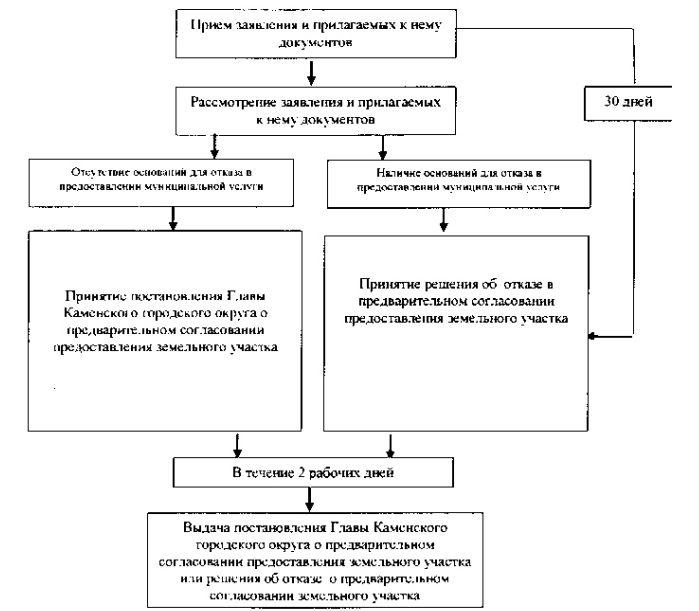 Прием заявления и прилагаемых к нему
документов
30 дней
Рассмотрение заявления и прилагаемых
к нему документов
Отсутствие оснований для отказа в
предоставлении муниципальной услуги
Наличие оснований для отказа в
предоставлении муниципальной услуги
Принятие постановления Главы
Каменского городского округа о
предварительном согласовании
предоставления земельного участка
Принятие решения об отказе в
предварительном согласовании
предоставления земельного участка
В течение 2 рабочих дней
Выдача постановления Главы Каменского
городского округа о предварительном
согласовании предоставления земельного участка
или решения об отказе о предварительном
согласовании земельного участка